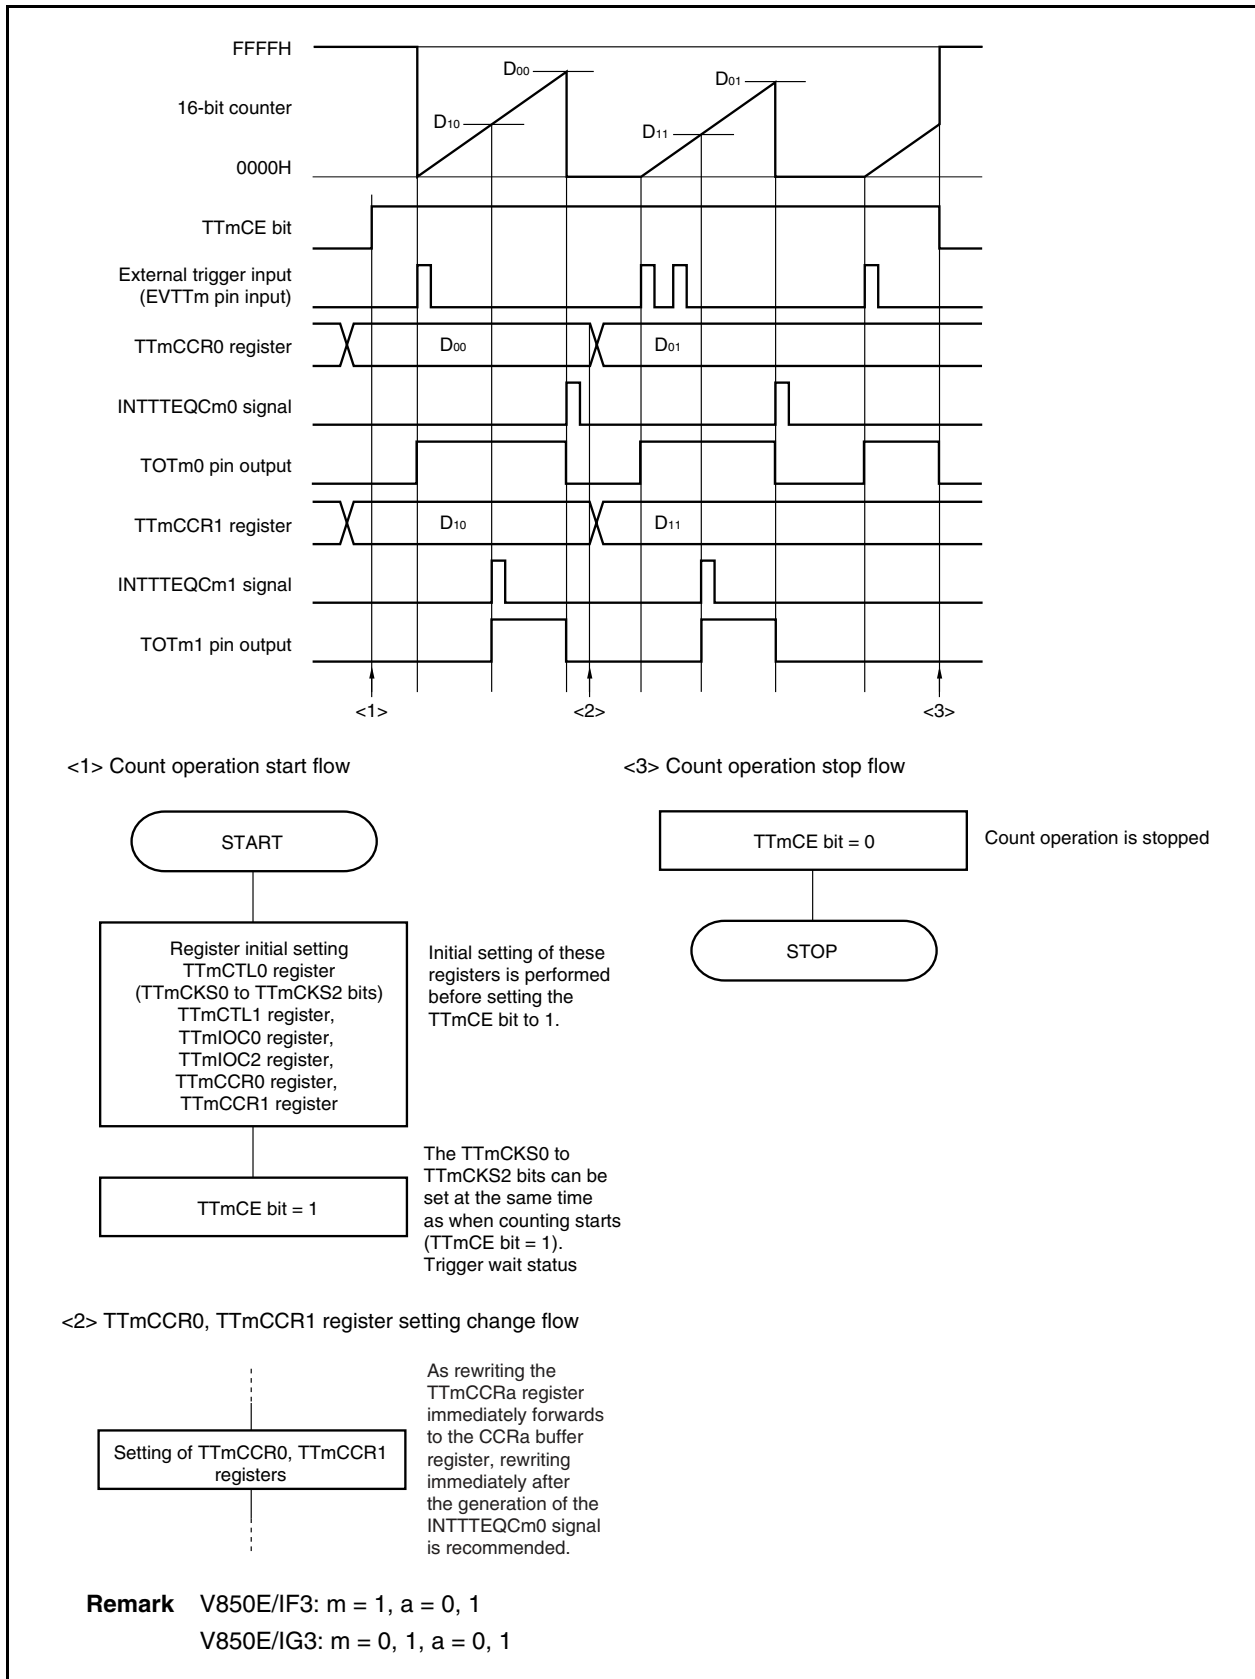 FFFFH
16-bit counter
0000H
D00
D10
D01
D11
TTmCE bit
External trigger input
(EVTTm pin input)
TTmCCR0 register
D00
D01
INTTTEQCm0 signal
TOTm0 pin output
TTmCCR1 register
D10
D11
INTTTEQCm1 signal
TOTm1 pin output
<1>
<2>
<3>
<1> Count operation start flow
START
Register initial setting
TTmCTL0 register
(TTmCKS0 to TTmCKS2 bits)
TTmCTL1 register,
TTmIOC0 register,
TTmIOC2 register,
TTmCCR0 register,
TTmCCR1 register
Initial setting of these
registers is performed
before setting the
TTmCE bit to 1.
TTmCE bit = 1
The TTmCKS0 to
TTmCKS2 bits can be
set at the same time
as when counting starts
(TTmCE bit = 1).
Trigger wait status
<3> Count operation stop flow
TTmCE bit = 0
Count operation is stopped
STOP
<2> TTmCCR0, TTmCCR1 register setting change flow
Setting of TTmCCR0, TTmCCR1
registers
As rewriting the
TTmCCRa register
immediately forwards
to the CCRa buffer
register, rewriting
immediately after
the generation of the
INTTTEQCm0 signal
is recommended.
Remark V850E/IF3: m = 1, a = 0, 1
V850E/IG3: m = 0, 1, a = 0, 1